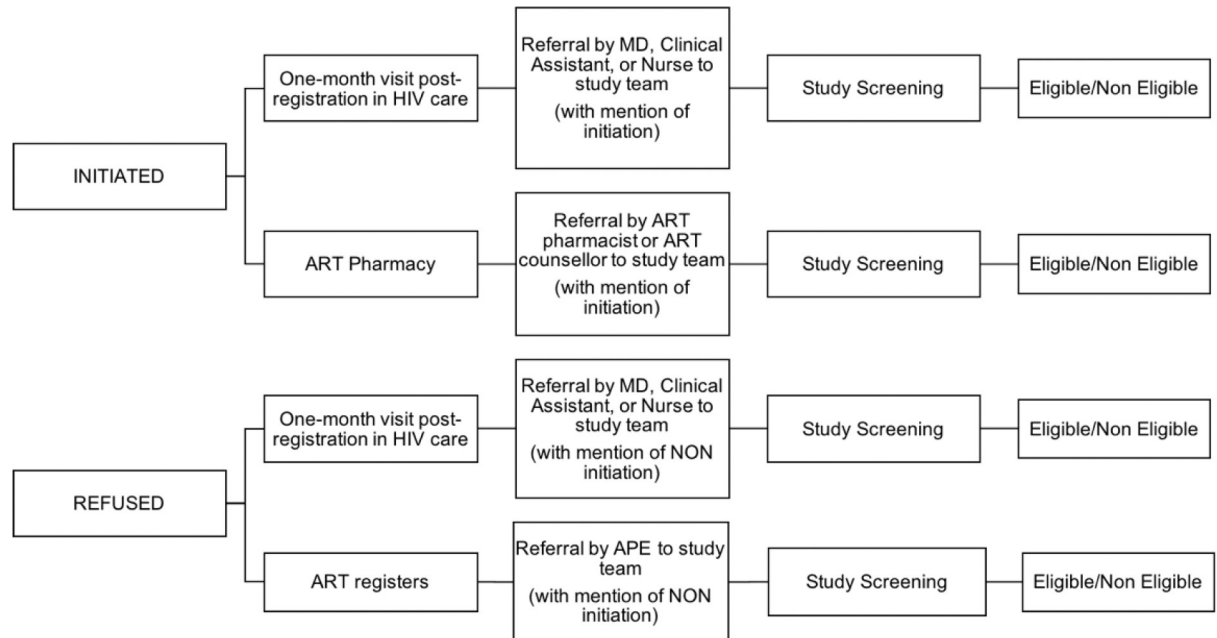 INITIATED
One-month visit post-
registration in HIV care
Referral by MD, Clinical
Assistant, or Nurse to
study team
(with mention of
initiation)
Study Screening
Eligible/Non Eligible
ART Pharmacy
Referral by ART
pharmacist or ART
counsellor to study team
(with mention of
initiation)
Study Screening
Eligible/Non Eligible
REFUSED
One-month visit post-
registration in HIV care
Referral by MD, Clinical
Assistant, or Nurse to
study team
(with mention of NON
initiation)
Study Screening
Eligible/Non Eligible
ART registers
Referral by APE to study
team
(with mention of NON
initiation)
Study Screening
Eligible/Non Eligible